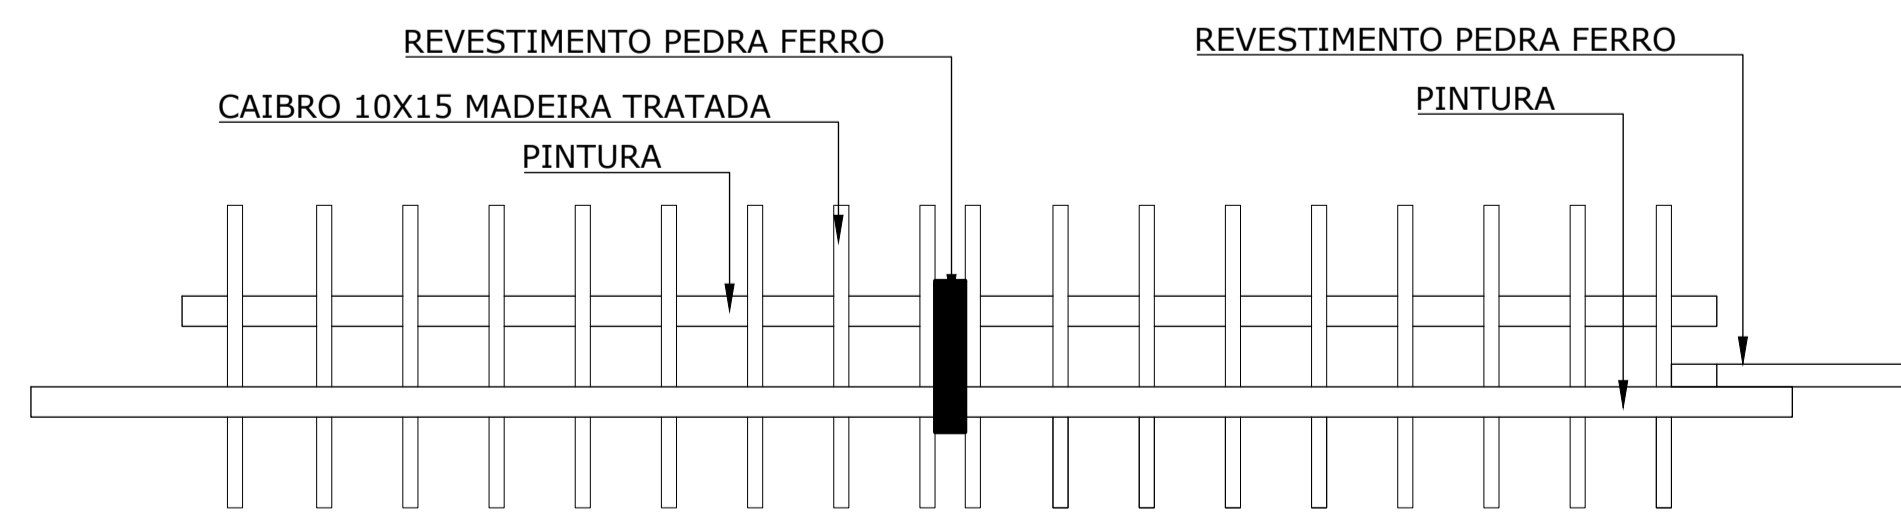 REVESTIMENTO PEDRA FERRO
REVESTIMENTO PEDRA FERRO
CAIBRO 10X15 MADEIRA TRATADA
PINTURA
PINTURA